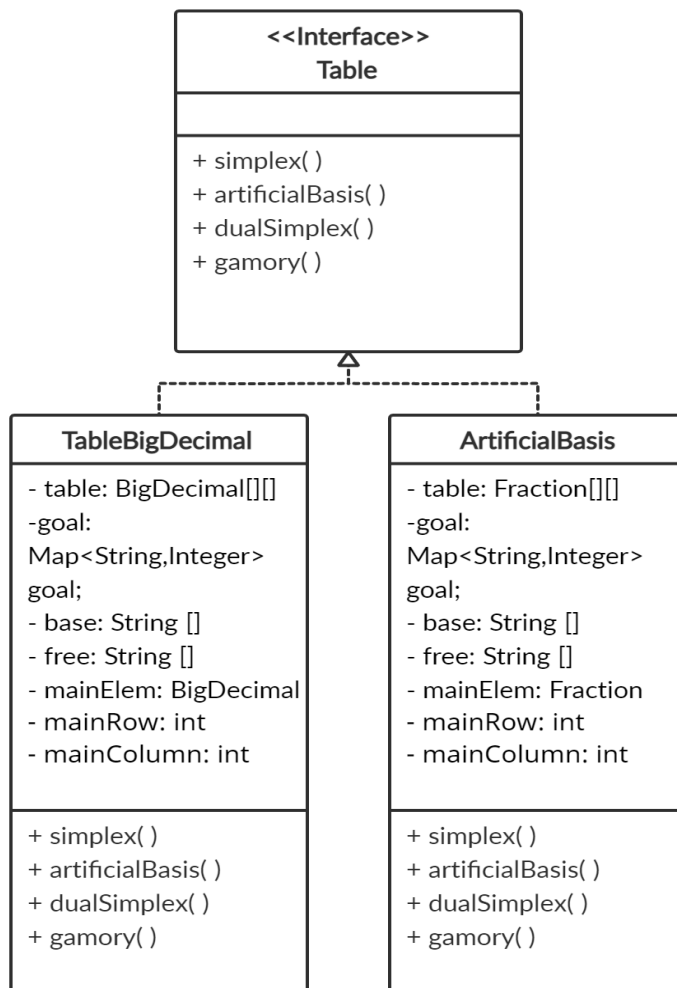 <<Interface>>
Table
+ simplex( )
+ artificialBasis( )
+ dualSimplex( )
+ gamory( )
TableBigDecimal
- table: BigDecimal[][]
-goal:
Map<String,Integer>
goal;
- base: String []
- free: String []
- mainElem: BigDecimal
- mainRow: int
- mainColumn: int
+ simplex( )
+ artificialBasis( )
+ dualSimplex( )
+ gamory( )
ArtificialBasis
- table: Fraction[][]
-goal:
Map<String,Integer>
goal;
- base: String []
- free: String []
- mainElem: Fraction
- mainRow: int
- mainColumn: int
+ simplex( )
+ artificialBasis( )
+ dualSimplex( )
+ gamory( )